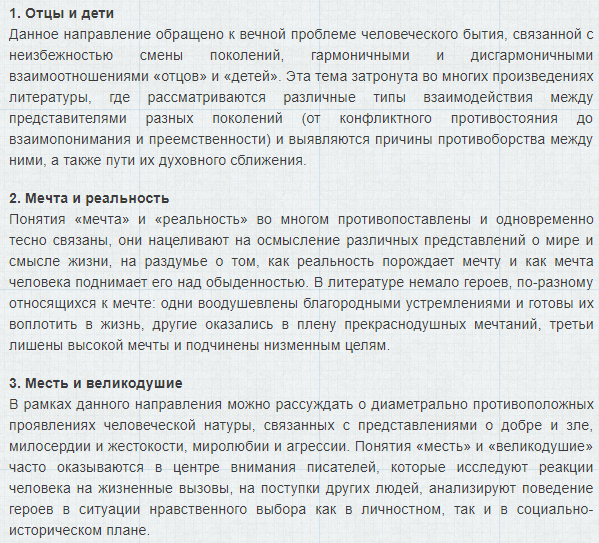 1. Отцы и дети
Данное направление обращено к вечной проблеме человеческого бытия, связанной с
неизбежностью смены поколений, гармоничными и дисгармоничными
взаимоотношениями «отцов» и «детей». Эта тема затронута во многих произведениях
литературы, где рассматриваются различные типы взаимодействия между
представителями разных поколений (от конфликтного противостояния до
взаимопонимания и преемственности) и выявляются причины противоборства между
ними, а также пути их духовного сближения.
2. Мечта и реальность
Понятия «мечта» и «реальность» во многом противопоставлены и одновременно
тесно связаны, они нацеливают на осмысление различных представлений о мире и
смысле жизни, на раздумье о том, как реальность порождает мечту и как мечта
человека поднимает его над обыденностью. В литературе немало героев, по-разному
относящихся к мечте: одни воодушевлены благородными устремлениями и готовы их
воплотить в жизнь, другие оказались в плену прекраснодушных мечтаний, третьи
лишены высокой мечты и подчинены низменным целям.
3. Месть и великодушие
В рамках данного направления можно рассуждать о диаметрально противоположных
проявлениях человеческой натуры, связанных с представлениями о добре и зле,
милосердии и жестокости, миролюбии и агрессии. Понятия «месть» и «великодушие»
часто оказываются в центре внимания писателей, которые исследуют реакции
человека на жизненные вызовы, на поступки других людей, анализируют поведение
героев в ситуации нравственного выбора как в личностном, так и в социально-
историческом плане.